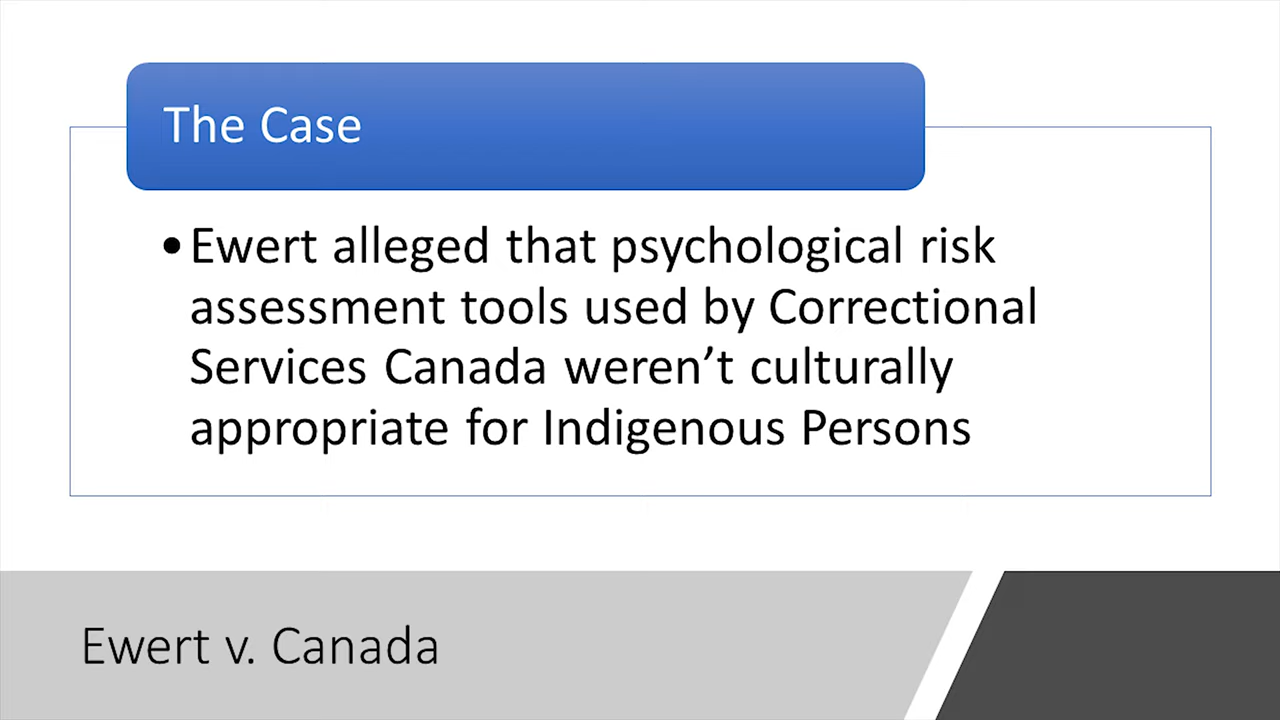 The Case
•Ewert alleged that psychological risk
assessment tools used by Correctional
Services Canada weren’t culturally
appropriate for Indigenous Persons
Ewert v. Canada